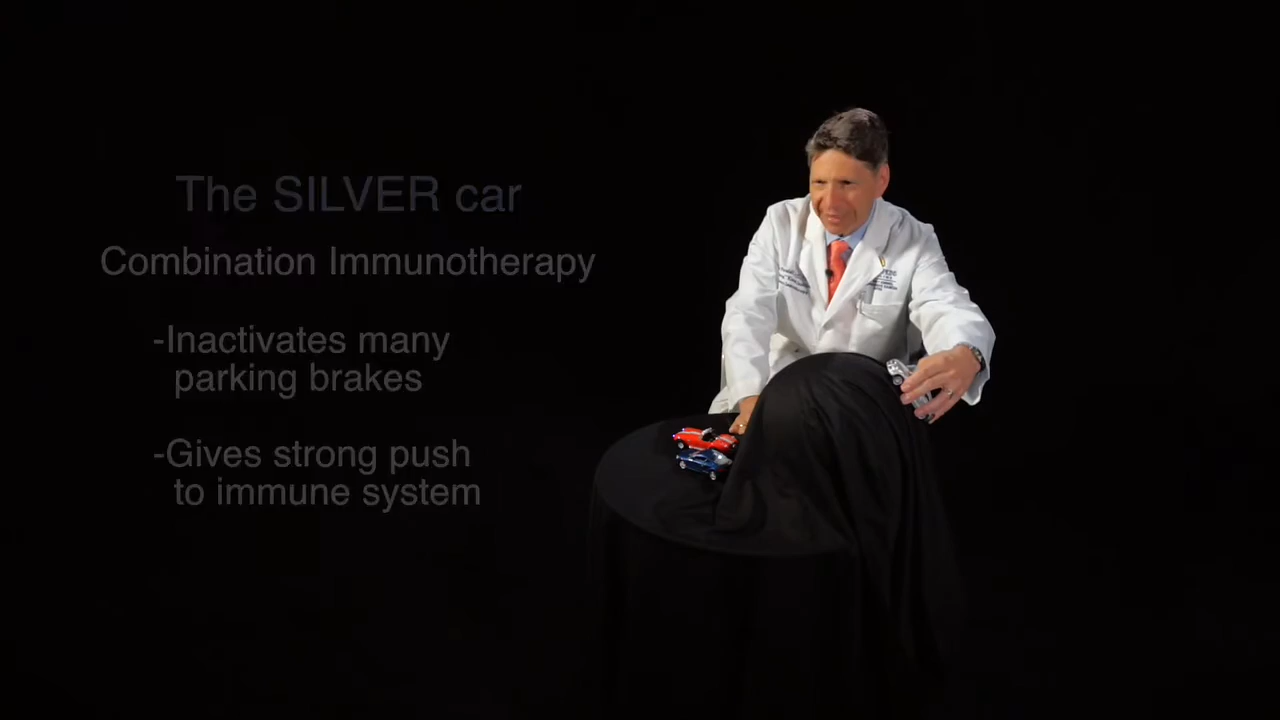 The SILVER car
Combination Immunotherapy
-Inactivates many
parking brakes
-Gives strong push
to immune system